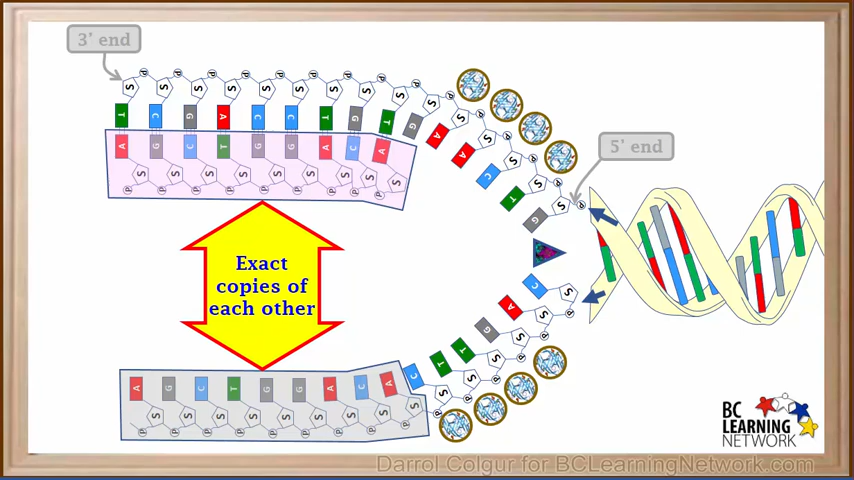 3' end
S P S P S P S P S P S P S P S P S P S P S P S P S P S P
T C G A C C T G T G A A C T G
A G C T G G A C A
P S P S P S P S P S P S P S P S P S
5' end
Exact
copies of
each other
C A G T T C
A G C T G G A C A
S S S S S S S S S
P P P P P P P P P
BC
LEARNING
NETWORK
Darrol Colgur for BCLearningNetwork.com